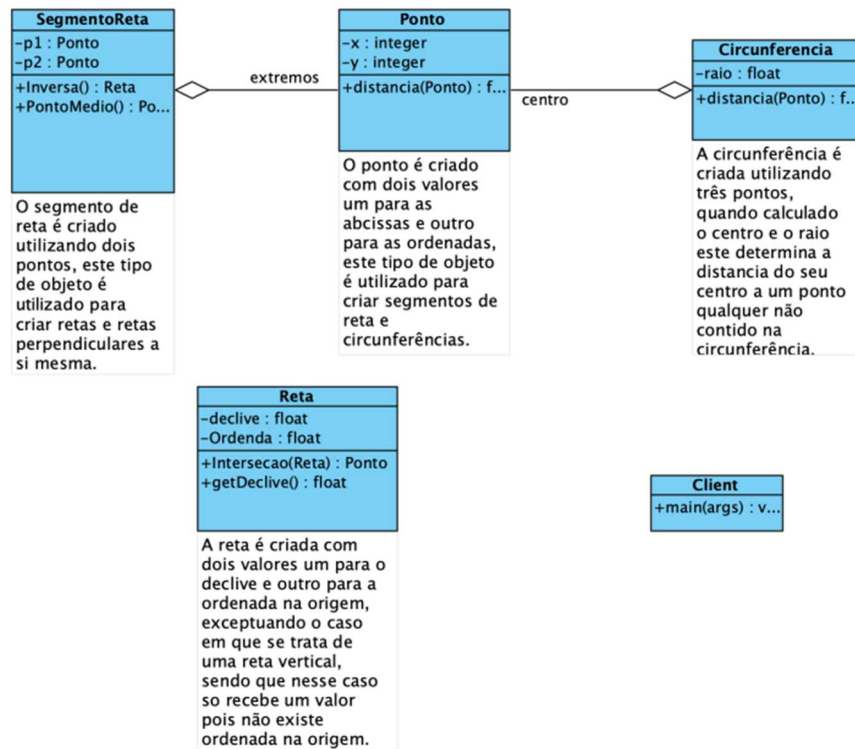 SegmentoReta
-p1 : Ponto
-p2 : Ponto
+Inversa() : Reta
+PontoMedio() : Po...
O segmento de
reta é criado
utilizando dois
pontos, este tipo
de objeto é
utilizado para
criar retas e retas
perpendiculares a
si mesma.
extremos
Ponto
-x : integer
-y : integer
+distancia(Ponto) : f...
O ponto é criado
com dois valores
um para as
abcissas e outro
para as ordenadas,
este tipo de objeto
é utilizado para
criar segmentos de
reta e
circunferências.
centro
Circunferencia
-raio : float
+distancia(Ponto) : f...
A circunferência é
criada utilizando
três pontos,
quando calculado
o centro e o raio
este determina a
distancia do seu
centro a um ponto
qualquer não
contido na
circunferência.
Reta
-declive : float
-Ordenda : float
+Intersecao(Reta) : Ponto
+getDeclive() : float
A reta é criada com
dois valores um para o
declive e outro para a
ordenada na origem,
exceptuando o caso
em que se trata de
uma reta vertical,
sendo que nesse caso
so recebe um valor
pois não existe
ordenada na origem.
Client
+main(args) : v...